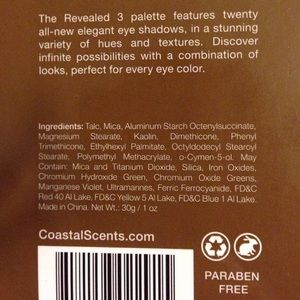 The Revealed 3 palette features twenty
all-new elegant eye shadows, in a stunning
variety of hues and textures. Discover
infinite possibilities with a combination of
looks, perfect for every eye color.
Ingredients: Talc, Mica, Aluminum Starch Octenylsuccinate,
Magnesium Stearate, Kaolin, Dimethicone, Phenyl
Trimethicone, Ethylhexyl Palmitate, Octyldodecyl Stearoyl
Stearate, Polymethyl Methacrylate, o-Cymen-5-ol. May
Contain: Mica and Titanium Dioxide, Silica, Iron Oxides,
Chromium Hydroxide Green, Chromium Oxide Greens,
Manganese Violet, Ultramarines, Ferric Ferrocyanide, FD&C
Red 40 Al Lake, FD&C Yellow 5 Al Lake, FD&C Blue 1 Al Lake.
Made in China. Net Wt.: 30g / 1 oz
CoastalScents.com
PARABEN
FREE